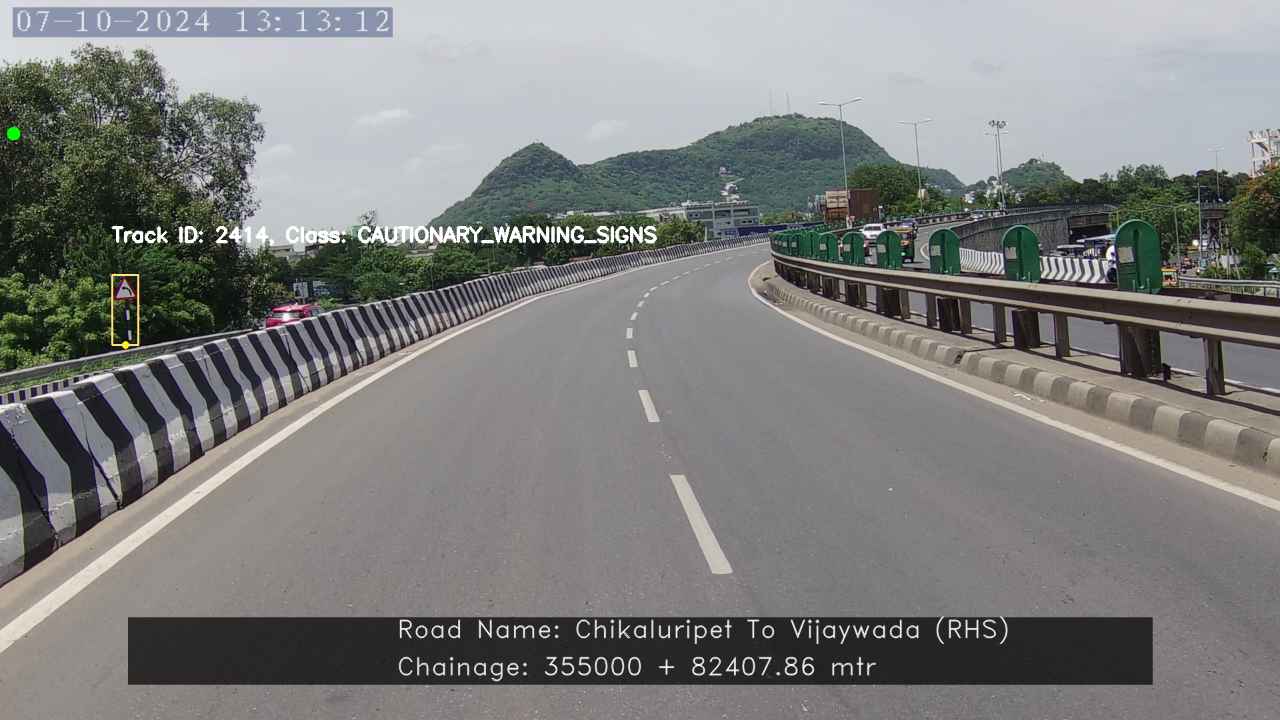 07-10-2024 13:13:12
Track ID: 2414, Class: CAUTIONARY_WARNING_SIGNS
Road Name: Chikaluripet To Vijaywada (RHS)
Chainage: 355000 + 82407.86 mtr